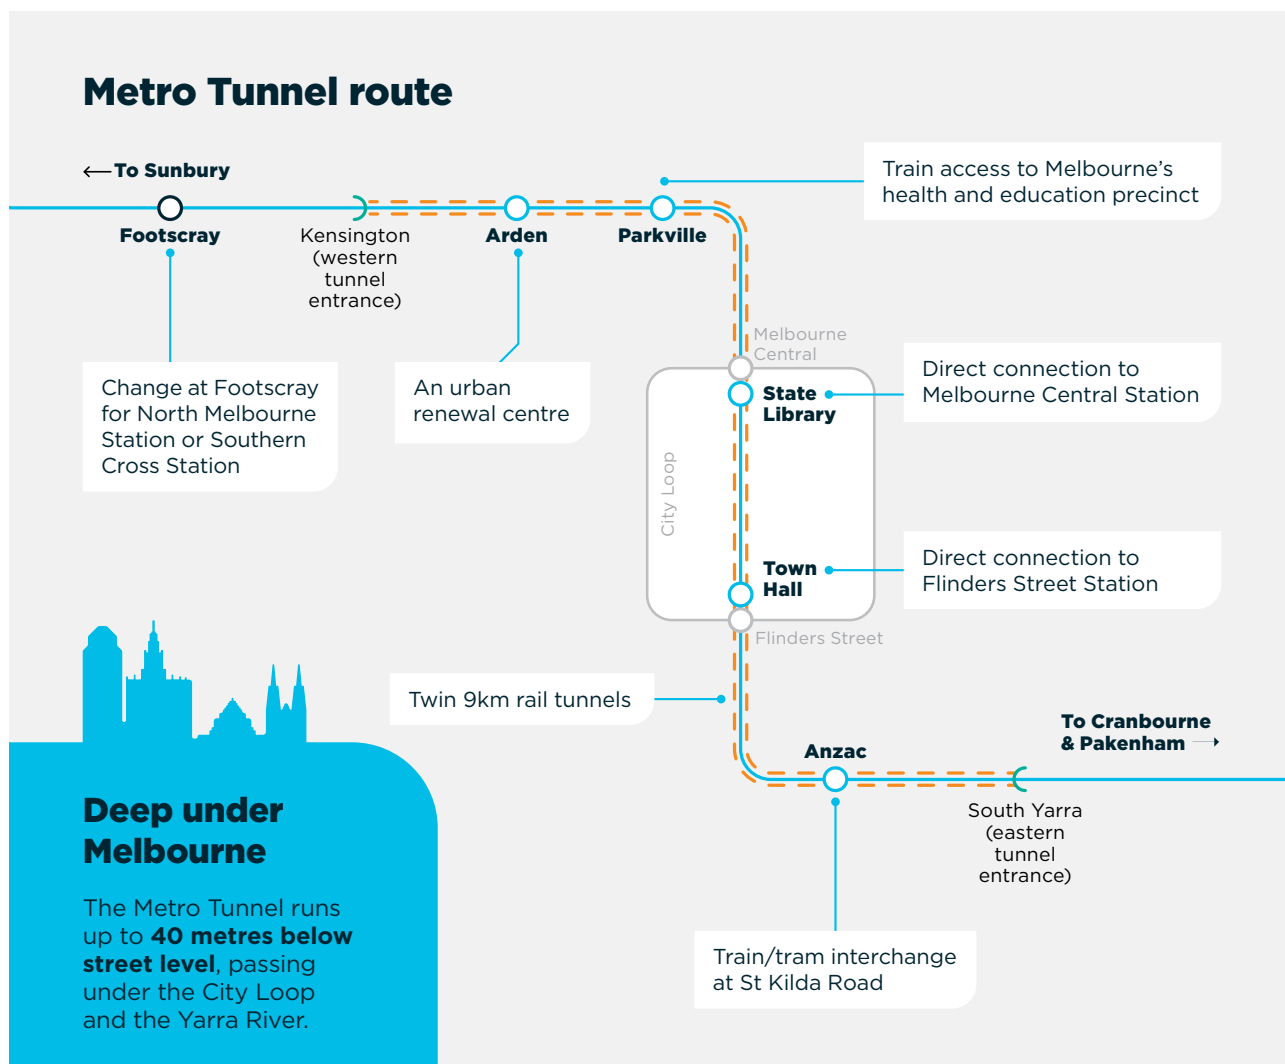 Metro Tunnel route
To Sunbury
Train access to Melbourne's
health and education precinct
Footscray
Kensington
(western
tunnel
entrance)
Arden
Parkville
Melbourne
Central
Change at Footscray
for North Melbourne
Station or Southern
Cross Station
An urban
renewal centre
State
Library
Direct connection to
Melbourne Central Station
City Loop
Town
Hall
Direct connection to
Flinders Street Station
Flinders Street
Twin 9km rail tunnels
To Cranbourne
& Pakenham
Anzac
South Yarra
(eastern
tunnel
entrance)
Train/tram interchange
at St Kilda Road
Deep under
Melbourne
The Metro Tunnel runs
up to 40 metres below
street level, passing
under the City Loop
and the Yarra River.